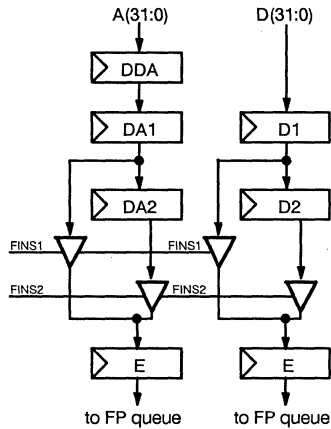 A(31:0) D(31:0)
DDA
DA1 D1
DA2 D2
FINS1 FINS1
FINS2 FINS2
E E
to FP queue to FP queue